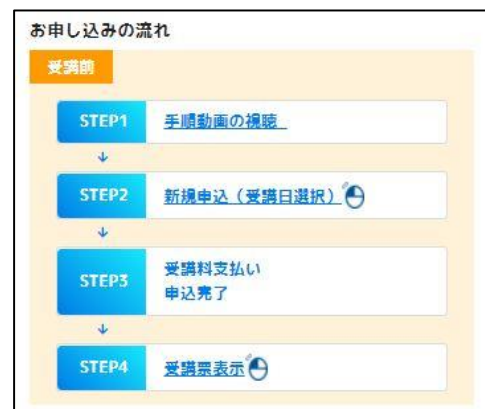 お申し込みの流れ
受講前
STEP1
手順動画の視聴
↓
STEP2
新規申込（受講日選択）
↓
STEP3
受講料支払い
申込完了
↓
STEP4
受講票表示